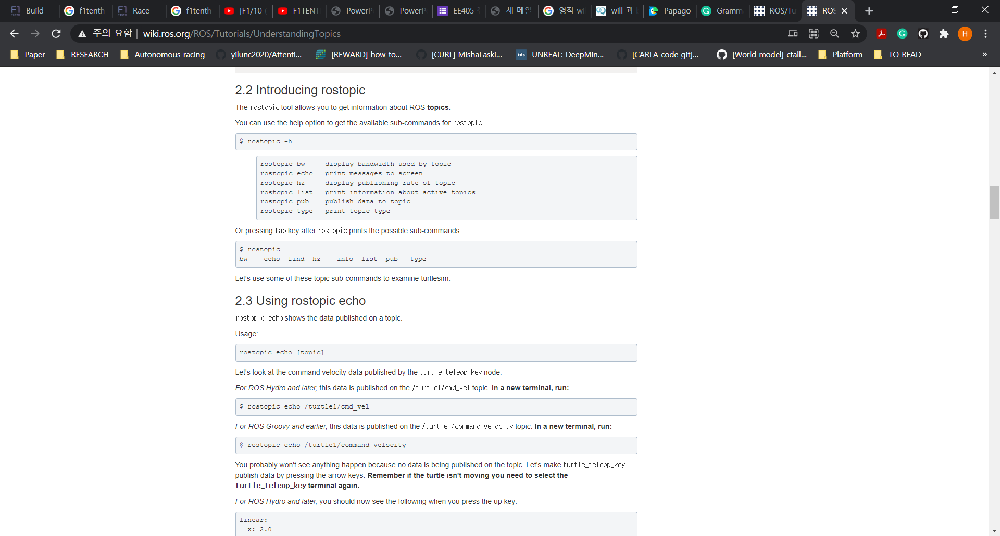 Build
f1tenth
Race
f1tenth
[F1/10 (
F1TENT
PowerP
PowerP
EE405
새 메일
영작 wi
will 과
Papago
Gramm
ROS/Tu
ROS
주의 요함 | wiki.ros.org/ROS/Tutorials/UnderstandingTopics
H
Paper
RESEARCH
Autonomous racing
yilunc2020/Attenti...
[REWARD] how to...
[CURL] MishaLaski...
tds UNREAL: DeepMin...
[CARLA code git]...
[World model] ctall...
Platform
TO READ
»
2.2 Introducing rostopic
The rostopic tool allows you to get information about ROS topics.
You can use the help option to get the available sub-commands for rostopic
$ rostopic -h
rostopic bw     display bandwidth used by topic
rostopic echo   print messages to screen
rostopic hz     display publishing rate of topic
rostopic list   print information about active topics
rostopic pub    publish data to topic
rostopic type   print topic type
Or pressing tab key after rostopic prints the possible sub-commands:
$ rostopic
bw    echo  find  hz    info  list  pub   type
Let's use some of these topic sub-commands to examine turtlesim.
2.3 Using rostopic echo
rostopic echo shows the data published on a topic.
Usage:
rostopic echo [topic]
Let's look at the command velocity data published by the turtle_teleop_key node.
For ROS Hydro and later, this data is published on the /turtle1/cmd_vel topic. In a new terminal, run:
$ rostopic echo /turtle1/cmd_vel
For ROS Groovy and earlier, this data is published on the /turtle1/command_velocity topic. In a new terminal, run:
$ rostopic echo /turtle1/command_velocity
You probably won't see anything happen because no data is being published on the topic. Let's make turtle_teleop_key
publish data by pressing the arrow keys. Remember if the turtle isn't moving you need to select the
turtle_teleop_key terminal again.
For ROS Hydro and later, you should now see the following when you press the up key:
linear:
  x: 2.0